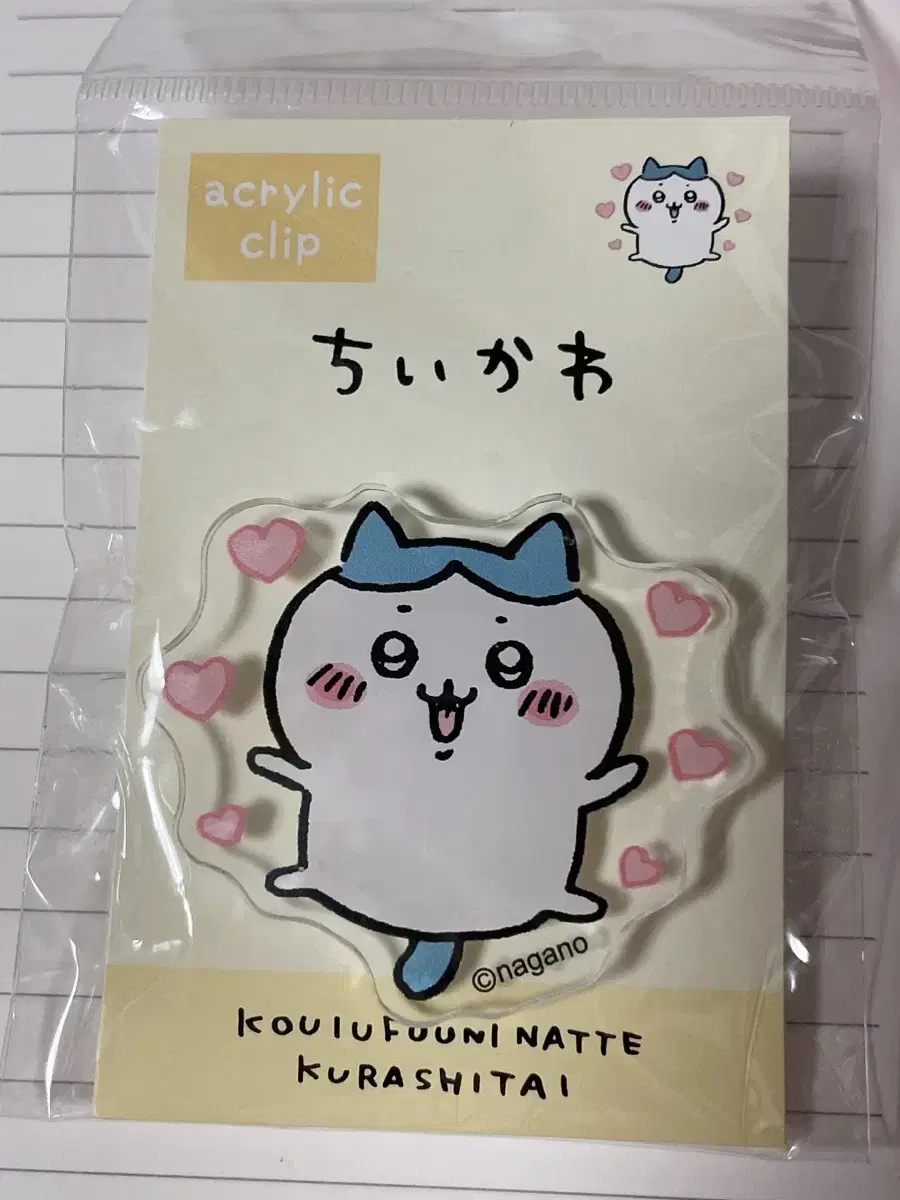 acrylic
clip
ちいかわ
©nagano
KOUIUFUUNI NATTE
KURASHITAI